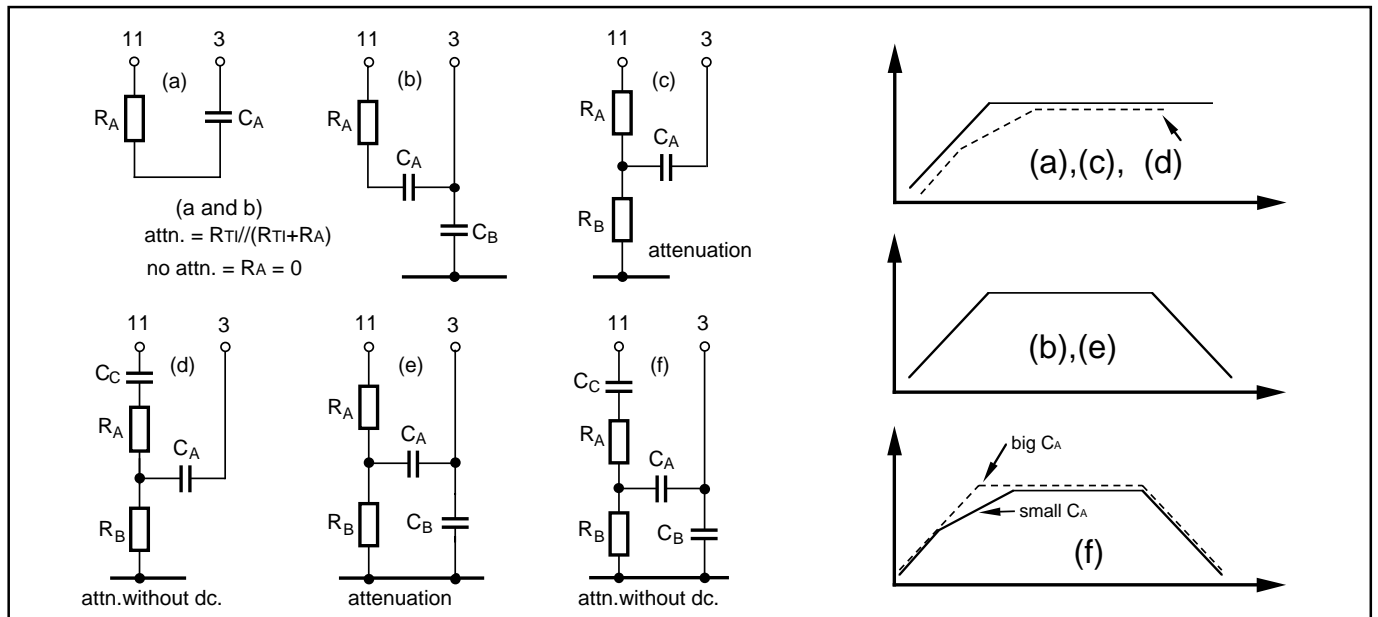 11 3
(a)
RA
CA
(a and b)
attn. = RTI//(RTI+RA)
no attn. = RA = 0
11 3
(b)
RA
CA
CB
11 3
(c)
RA
CA
RB
attenuation
(a),(c), (d)
(b),(e)
11 3
(d)
CC
RA
CA
RB
attn.without dc.
11 3
(e)
RA
CA
RB
CB
attenuation
11 3
(f)
CC
RA
CA
RB
CB
attn.without dc.
big CA
small CA
(f)